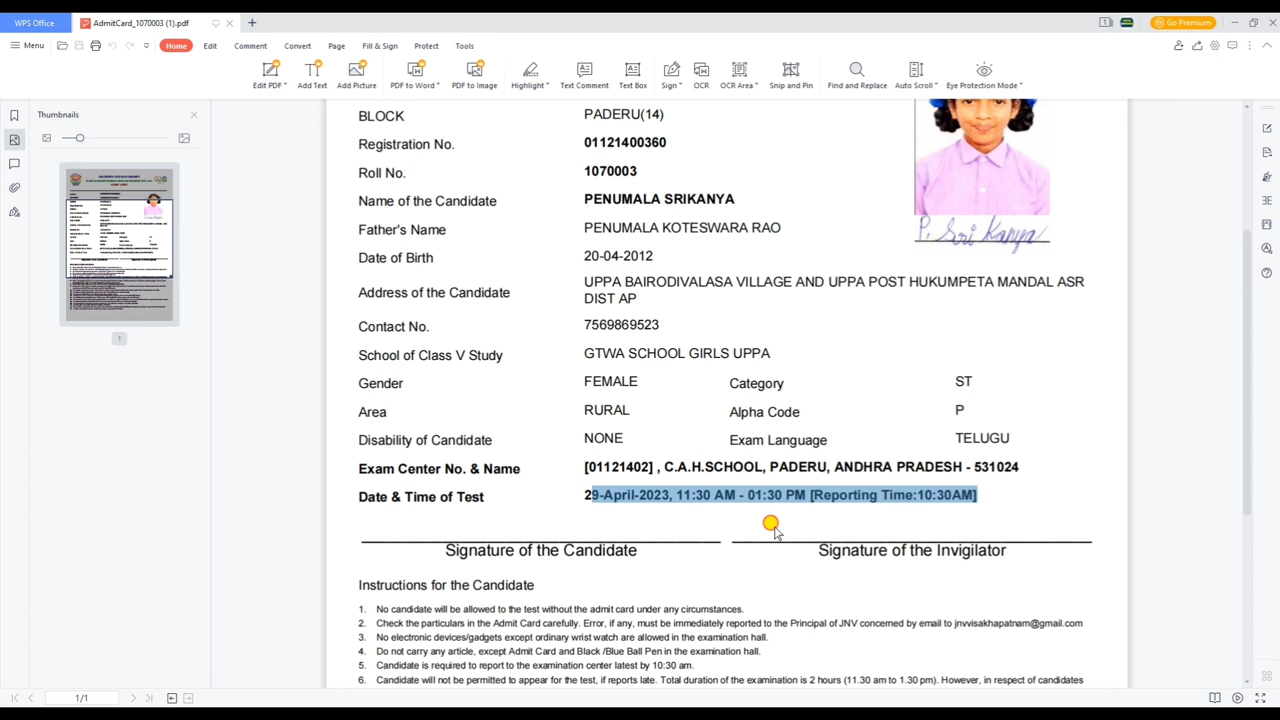 WPS Office
AdmitCard_1070003 (1).pdf
Go Premium
Menu
Home
Edit
Comment
Convert
Page
Fill & Sign
Protect
Tools
Edit PDF
Add Text
Add Picture
PDF to Word
PDF to Image
Highlight
Text Comment
Text Box
Sign
OCR
OCR Area
Snip and Pin
Find and Replace
Auto Scroll
Eye Protection Mode
Thumbnails
1
BLOCK PADERU(14)
Registration No. 01121400360
Roll No. 1070003
Name of the Candidate PENUMALA SRIKANYA
Father's Name PENUMALA KOTESWARA RAO
P. Sri Kanya
Date of Birth 20-04-2012
Address of the Candidate UPPA BAIRODIVALASA VILLAGE AND UPPA POST HUKUMPETA MANDAL ASR
DIST AP
Contact No. 7569869523
School of Class V Study GTWA SCHOOL GIRLS UPPA
Gender FEMALE Category ST
Area RURAL Alpha Code P
Disability of Candidate NONE Exam Language TELUGU
Exam Center No. & Name [01121402] , C.A.H.SCHOOL, PADERU, ANDHRA PRADESH - 531024
Date & Time of Test 29-April-2023, 11:30 AM - 01:30 PM [Reporting Time:10:30AM]
Signature of the Candidate Signature of the Invigilator
Instructions for the Candidate
1. No candidate will be allowed to the test without the admit card under any circumstances.
2. Check the particulars in the Admit Card carefully. Error, if any, must be immediately reported to the Principal of JNV concerned by email to jnvvisakhapatnam@gmail.com
3. No electronic devices/gadgets except ordinary wrist watch are allowed in the examination hall.
4. Do not carry any article, except Admit Card and Black /Blue Ball Pen in the examination hall.
5. Candidate is required to report to the examination center latest by 10:30 am.
6. Candidate will not be permitted to appear for the test, if reports late. Total duration of the examination is 2 hours (11.30 am to 1.30 pm). However, in respect of candidates
1/1